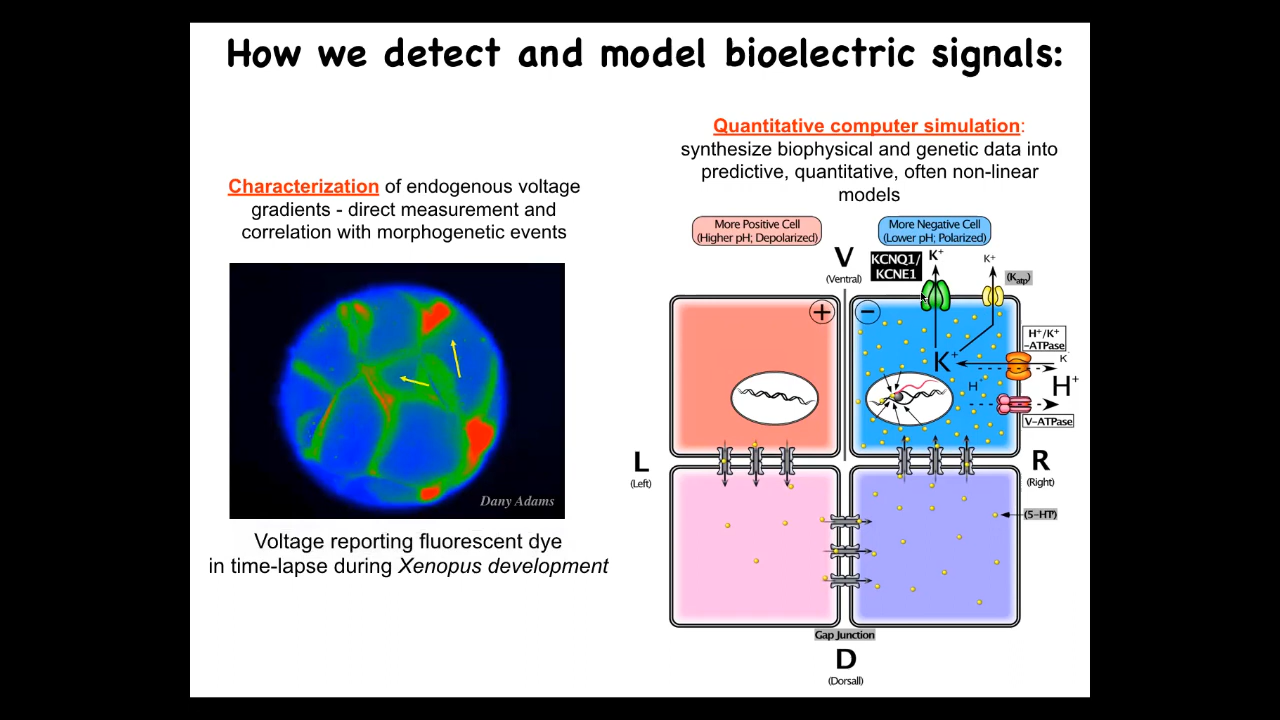 How we detect and model bioelectric signals:
Characterization of endogenous voltage
gradients - direct measurement and
correlation with morphogenetic events
Dany Adams
Voltage reporting fluorescent dye
in time-lapse during Xenopus development
Quantitative computer simulation:
synthesize biophysical and genetic data into
predictive, quantitative, often non-linear
models
More Positive Cell
(Higher pH; Depolarized)
More Negative Cell
(Lower pH; Polarized)
V
(Ventral)
KCNQ1/
KCNE1
K+
K+
(Katp)
+
−
H+/K+
-ATPase
K+
K
H+
H
V-ATPase
L
(Left)
R
(Right)
(5-HT)
Gap Junction
D
(Dorsall)